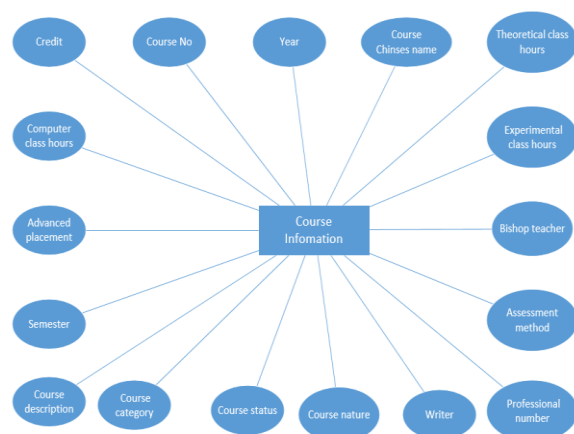 Credit
Course No
Year
Course
Chinses name
Theoretical class
hours
Computer
class hours
Experimental
class hours
Advanced
placement
Course
Infomation
Bishop teacher
Semester
Assessment
method
Course
description
Course
category
Course status
Course nature
Writer
Professional
number